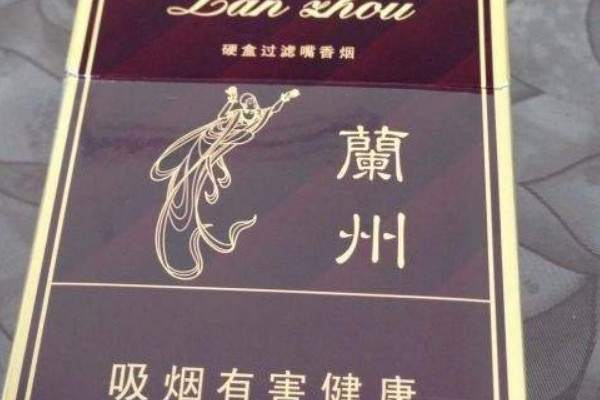 Lan zhou
硬盒过滤嘴香烟
蘭州
吸烟有害健康